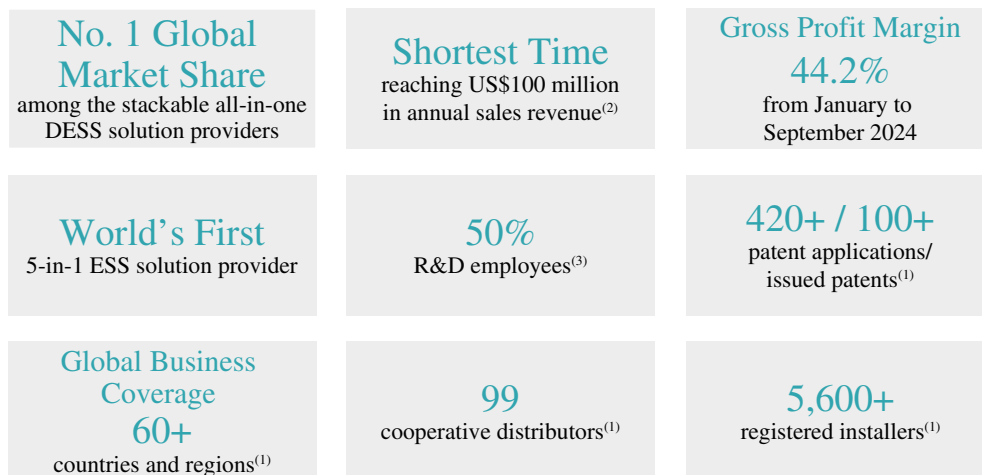 No. 1 Global
Market Share
among the stackable all-in-one
DESS solution providers
Shortest Time
reaching US$100 million
in annual sales revenue(2)
Gross Profit Margin
44.2%
from January to
September 2024
World’s First
5-in-1 ESS solution provider
50%
R&D employees(3)
420+ / 100+
patent applications/
issued patents(1)
Global Business
Coverage
60+
countries and regions(1)
99
cooperative distributors(1)
5,600+
registered installers(1)